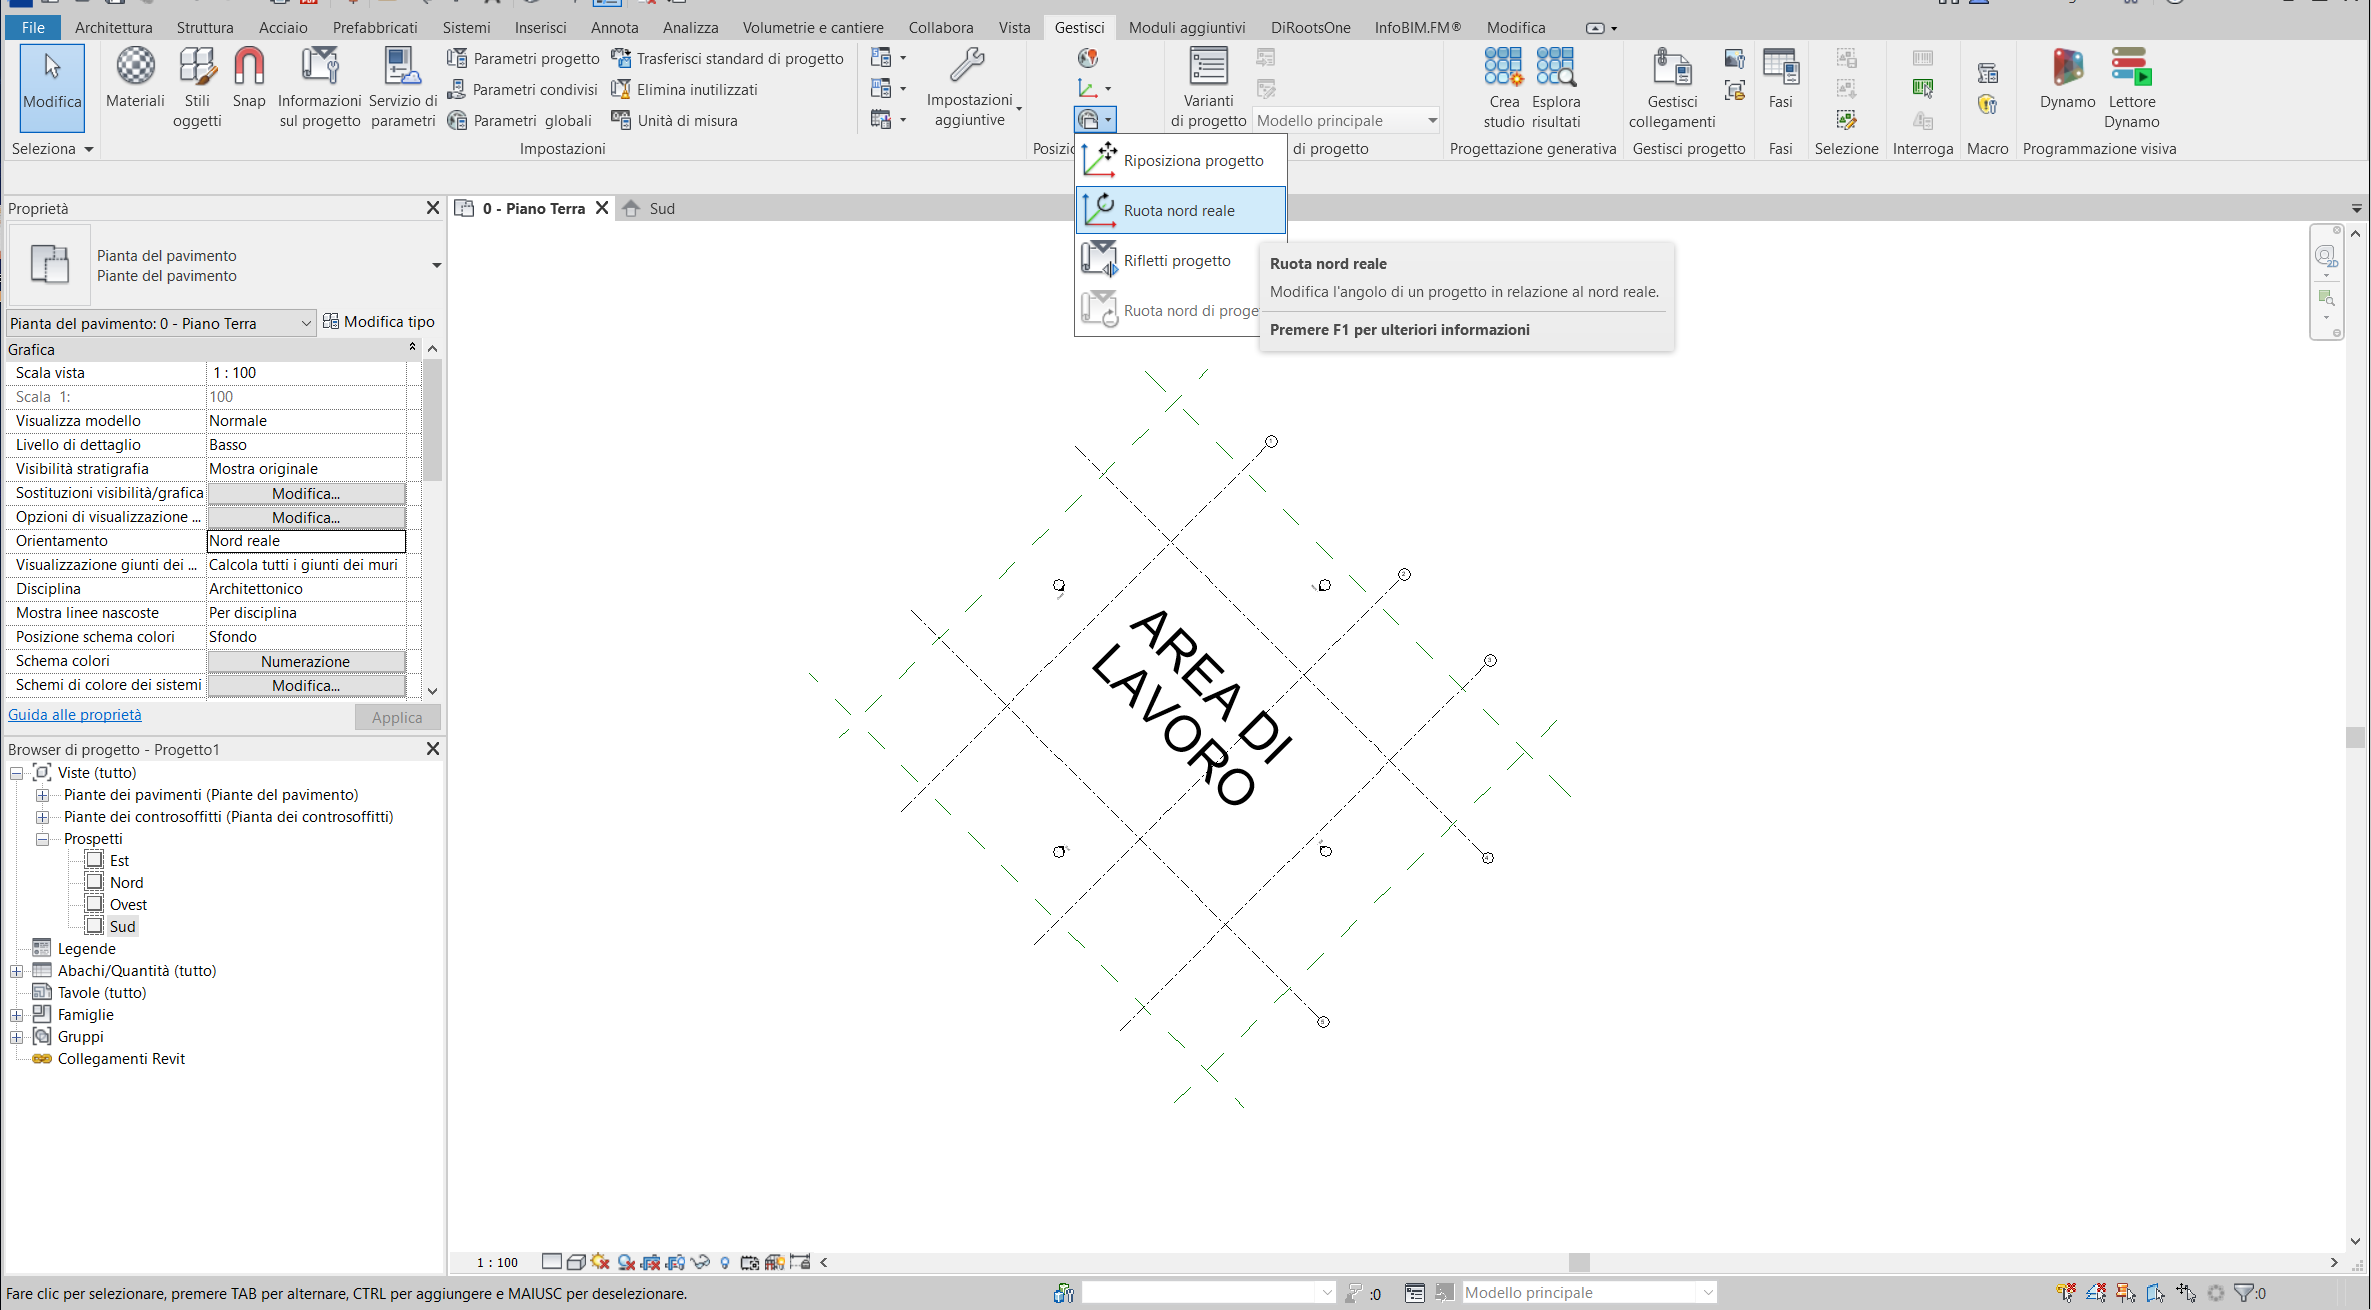 File Architettura Struttura Acciaio Prefabbricati Sistemi Inserisci Annota Analizza Volumetrie e cantiere Collabora Vista Gestisci Moduli aggiuntivi DiRootsOne InfoBIM.FM® Modifica
Modifica
Materiali
Stili
oggetti
Snap
Informazioni
sul progetto
Servizio di
parametri
Parametri progetto
Parametri condivisi
Parametri globali
Trasferisci standard di progetto
Elimina inutilizzati
Unità di misura
Impostazioni
aggiuntive
Varianti
di progetto
Modello principale
Crea
studio
Esplora
risultati
Gestisci
collegamenti
Fasi
Dynamo
Lettore
Dynamo
Seleziona
Impostazioni
di progetto
Progettazione generativa
Gestisci progetto
Fasi
Selezione
Interroga
Macro
Programmazione visiva
Riposiziona progetto
Ruota nord reale
Rifletti progetto
Ruota nord di proge
Ruota nord reale
Modifica l'angolo di un progetto in relazione al nord reale.
Premere F1 per ulteriori informazioni
Proprietà
0 - Piano Terra
Sud
Pianta del pavimento
Piante del pavimento
Pianta del pavimento: 0 - Piano Terra
Modifica tipo
Grafica
Scala vista 1 : 100
Scala 1: 100
Visualizza modello Normale
Livello di dettaglio Basso
Visibilità stratigrafia Mostra originale
Sostituzioni visibilità/grafica Modifica...
Opzioni di visualizzazione ... Modifica...
Orientamento Nord reale
Visualizzazione giunti dei ... Calcola tutti i giunti dei muri
Disciplina Architettonico
Mostra linee nascoste Per disciplina
Posizione schema colori Sfondo
Schema colori Numerazione
Schemi di colore dei sistemi Modifica...
Guida alle proprietà
Applica
Browser di progetto - Progetto1
Viste (tutto)
Piante dei pavimenti (Piante del pavimento)
Piante dei controsoffitti (Pianta dei controsoffitti)
Prospetti
Est
Nord
Ovest
Sud
Legende
Abachi/Quantità (tutto)
Tavole (tutto)
Famiglie
Gruppi
Collegamenti Revit
AREA DI
LAVORO
2D
1 : 100
Fare clic per selezionare, premere TAB per alternare, CTRL per aggiungere e MAIUSC per deselezionare.
:0
Modello principale
:0